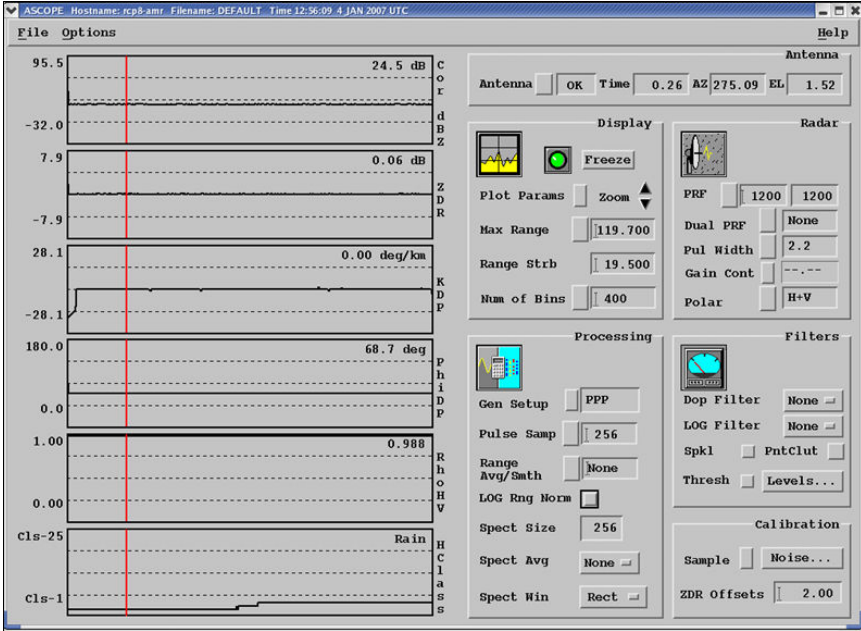 ASCOPE Hostname: rcp8-amr Filename: DEFAULT Time 12:56:09 4 JAN 2007 UTC
File Options Help
95.5 24.5 dB
-32.0
Cor dBZ
7.9 0.06 dB
-7.9
ZDR
28.1 0.00 deg/km
-28.1
KDP
180.0 68.7 deg
0.0
PhiDP
1.00 0.988
0.00
RhoHV
Cls-25 Rain
Cls-1
HClass
Antenna
Antenna OK Time 0.26 AZ 275.09 EL 1.52
Display
Freeze
Plot Params Zoom
Max Range 119.700
Range Strb 19.500
Num of Bins 400
Radar
PRF 1200 1200
Dual PRF None
Pul Width 2.2
Gain Cont --.--
Polar H+V
Processing
Gen Setup PPP
Pulse Samp 256
Range
Avg/Smth None
LOG Rng Norm
Spect Size 256
Spect Avg None
Spect Win Rect
Filters
Dop Filter None
LOG Filter None
Spkl PntClut
Thresh Levels...
Calibration
Sample Noise...
ZDR Offsets 2.00